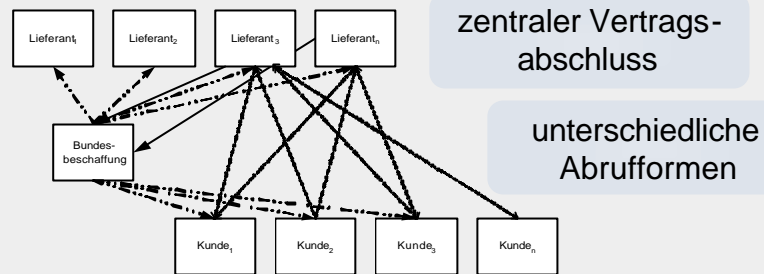 Lieferant₁ Lieferant₂ Lieferant₃ Lieferantₙ
zentraler Vertrags-
abschluss
Bundes-
beschaffung
unterschiedliche
Abrufformen
Kunde₁ Kunde₂ Kunde₃ Kundeₙ